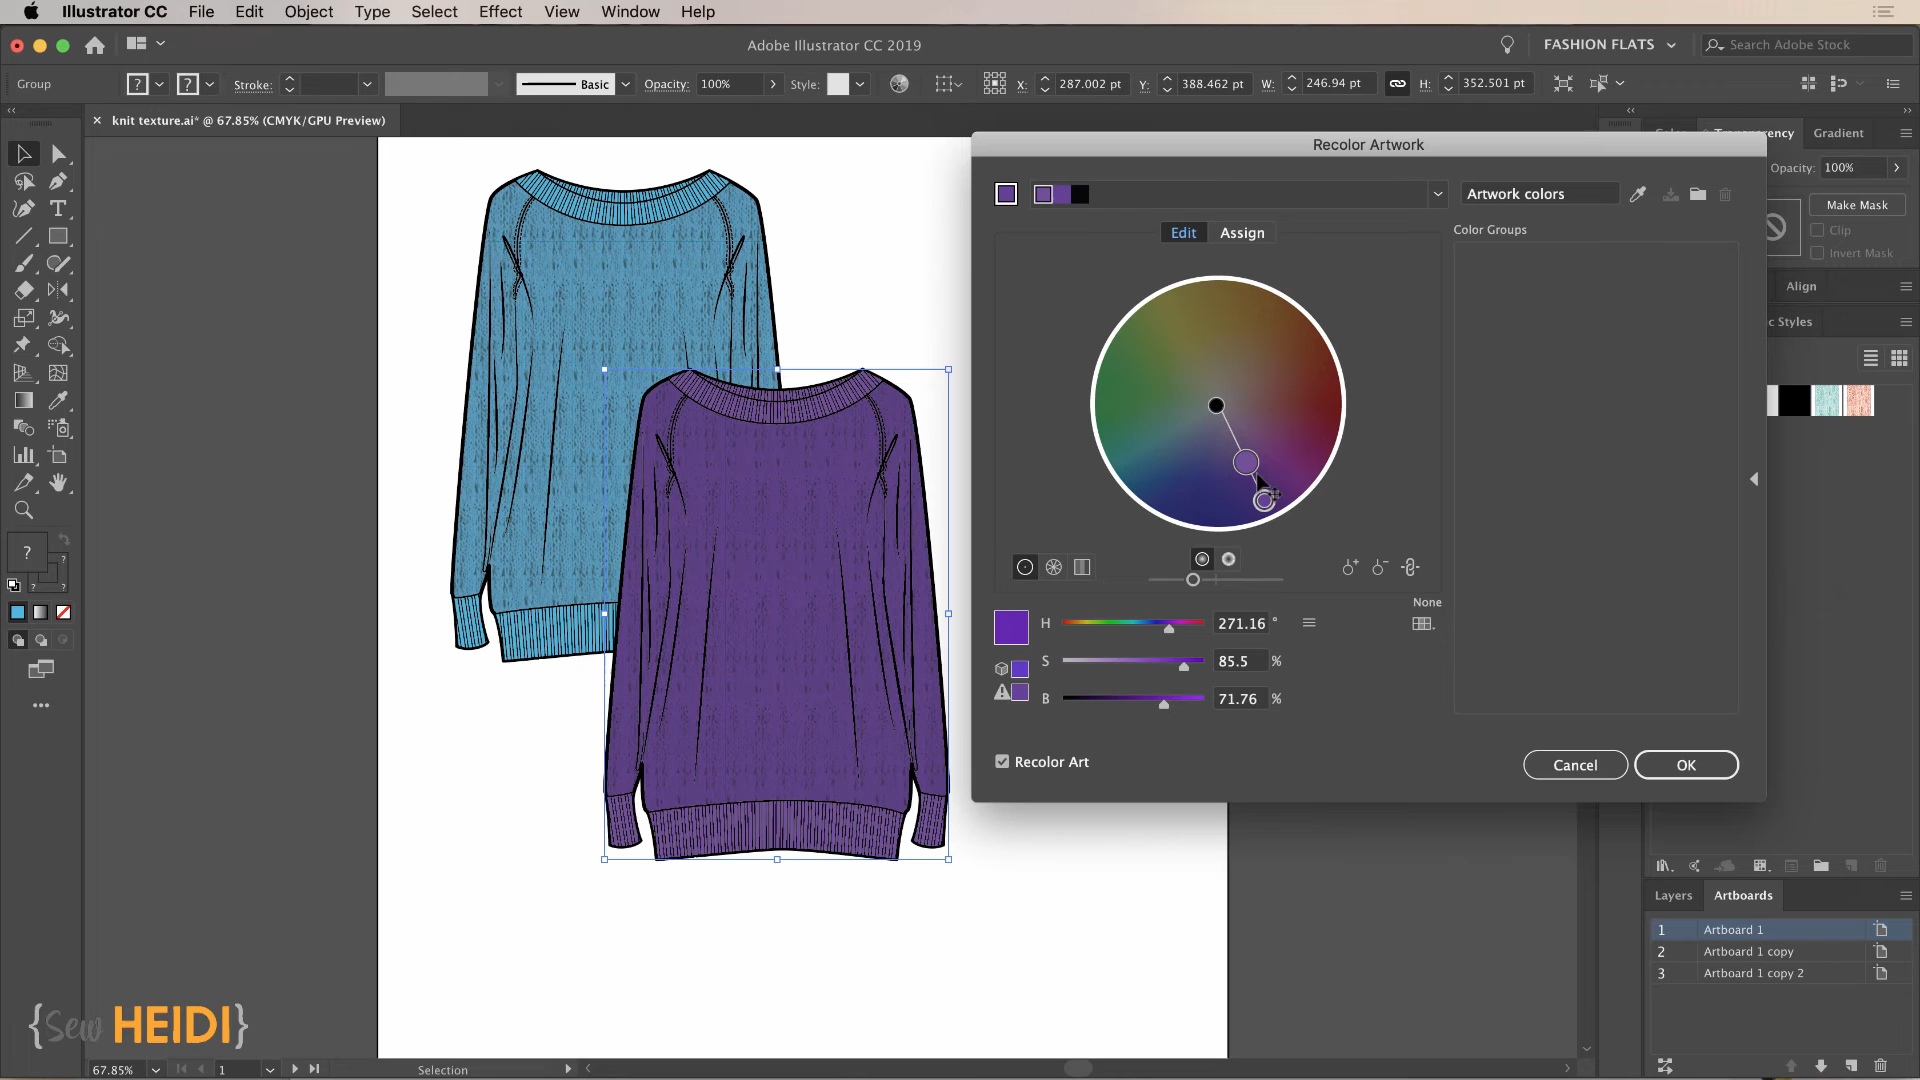 Illustrator CC File Edit Object Type Select Effect View Window Help
Adobe Illustrator CC 2019
FASHION FLATS
Search Adobe Stock
Group
?
?
Stroke:
Basic
Opacity:
100%
Style:
X:
287.002 pt
Y:
388.462 pt
W:
246.94 pt
H:
352.501 pt
× knit texture.ai* @ 67.85% (CMYK/GPU Preview)
Transparency
Gradient
Recolor Artwork
Opacity:
100%
Artwork colors
Make Mask
Edit
Assign
Color Groups
Clip
Invert Mask
Align
c Styles
?
?
? ?
None
H
271.16 °
S
85.5 %
B
71.76 %
Recolor Art
Cancel
OK
Layers
Artboards
1 Artboard 1
2 Artboard 1 copy
3 Artboard 1 copy 2
{Sew HEIDI}
67.85%
1
Selection